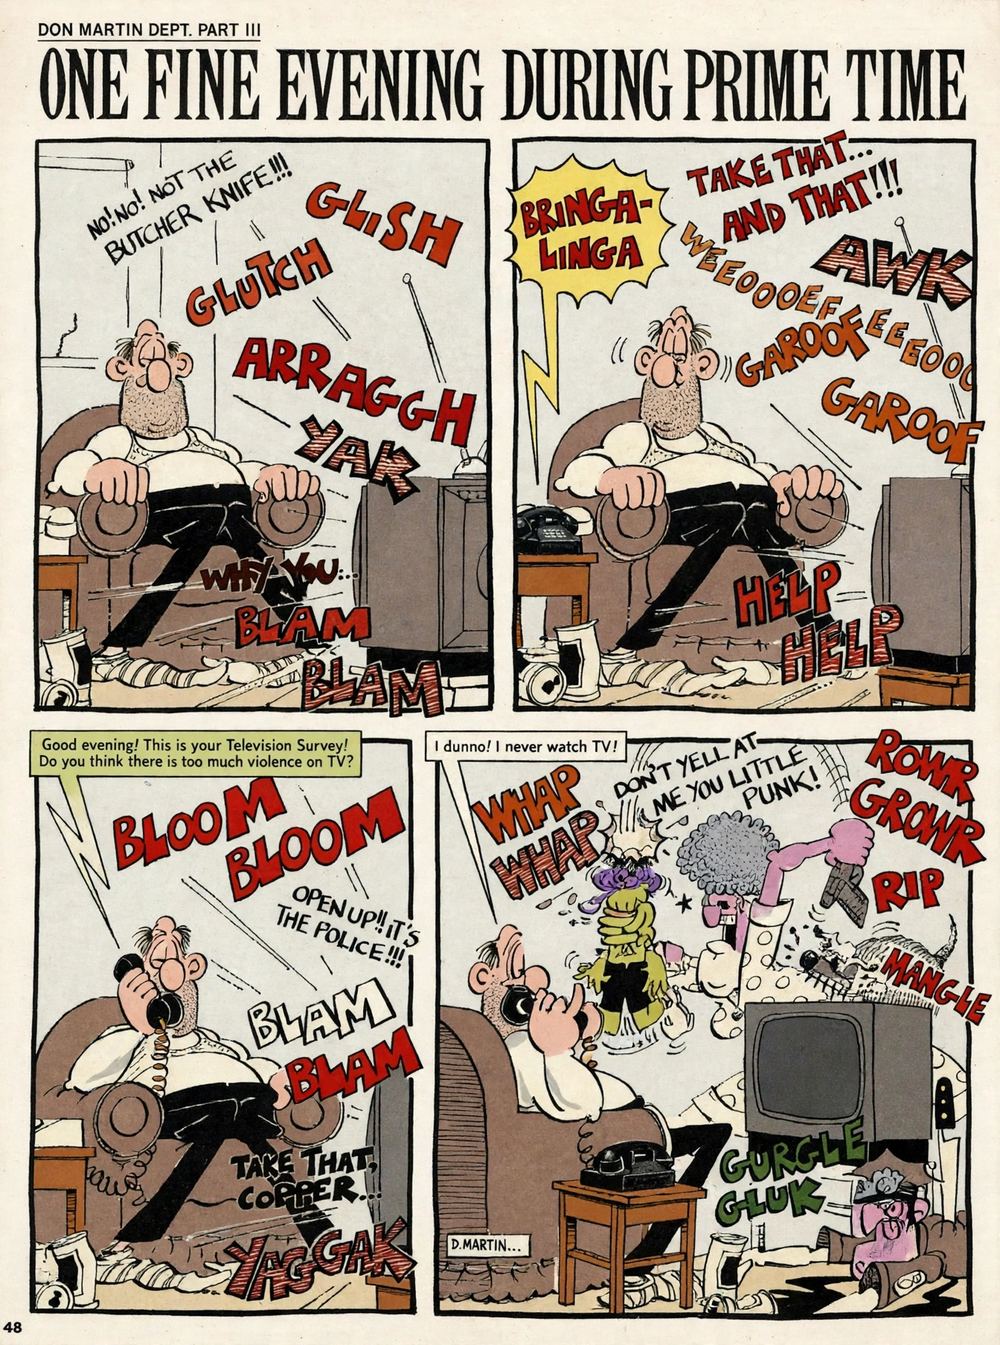 DON MARTIN DEPT. PART III
ONE FINE EVENING DURING PRIME TIME
NO! NO! NOT THE
BUTCHER KNIFE!!!
GLISH
GLUTCH
ARRAGGH
YAK
WHY YOU...
BLAM
BLAM
BRINGA-
LINGA
TAKE THAT...
AND THAT!!!
AWK
WEEOOOEEEEEEOOO
GAROOF
GAROOF
HELP
HELP
Good evening! This is your Television Survey!
Do you think there is too much violence on TV?
BLOOM
BLOOM
OPEN UP!! IT'S
THE POLICE!!!
BLAM
BLAM
TAKE THAT,
COPPER...
YAGGAK
I dunno! I never watch TV!
WHAP
WHAP
DON'T YELL AT
ME YOU LITTLE
PUNK!
ROWR
GROWR
RIP
MANGLE
GURGLE
GLUK
D.MARTIN...
48